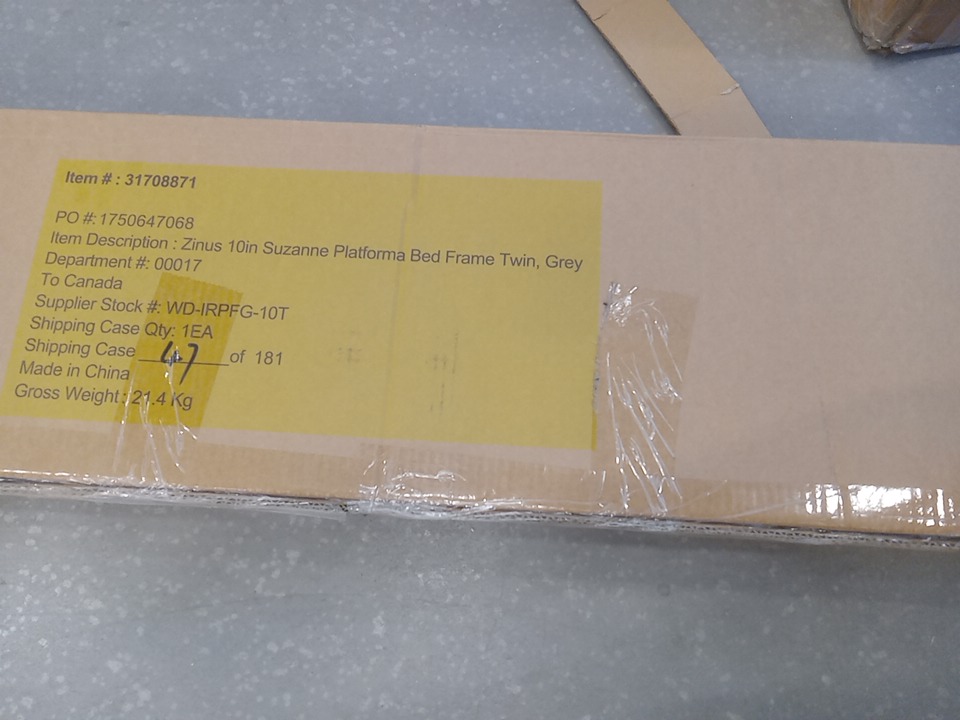 Item # : 31708871
PO #: 1750647068
Item Description : Zinus 10in Suzanne Platforma Bed Frame Twin, Grey
Department #: 00017
To Canada
Supplier Stock #: WD-IRPFG-10T
Shipping Case Qty: 1EA
Shipping Case 47 of 181
Made in China
Gross Weight : 21.4 Kg